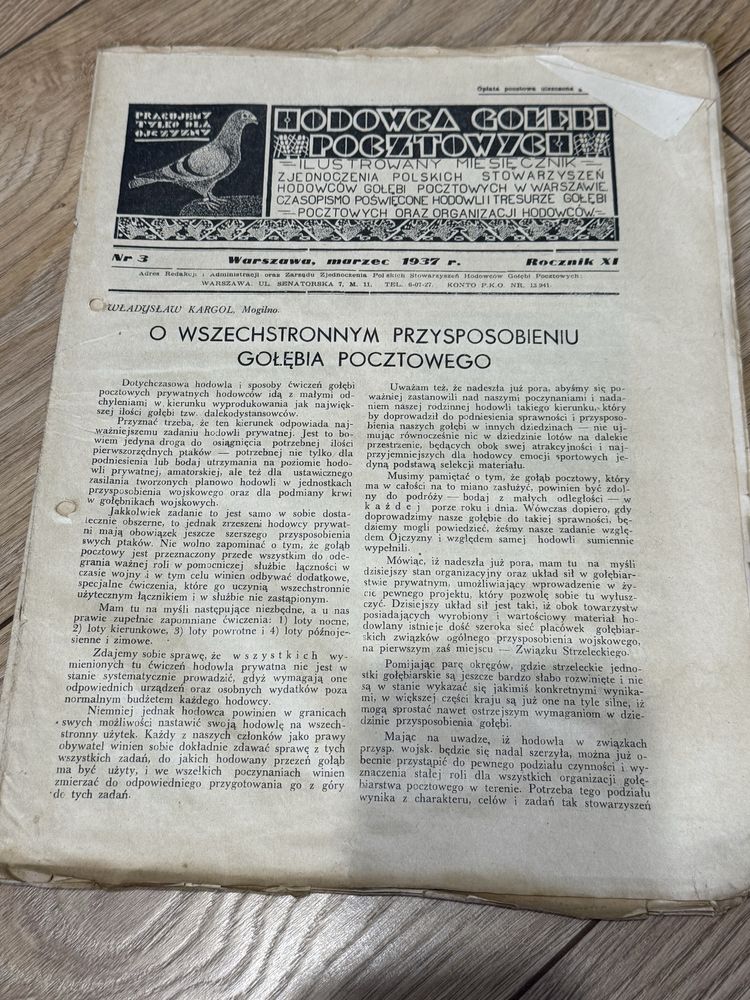 Opłata pocztowa uiszczona
PRACUJEMY
TYLKO DLA
OJCZYZNY
HODOWCA GOŁĘBI
POCZTOWYCH
ILUSTROWANY MIESIĘCZNIK
ZJEDNOCZENIA POLSKICH STOWARZYSZEŃ
HODOWCÓW GOŁĘBI POCZTOWYCH W WARSZAWIE.
CZASOPISMO POŚWIĘCONE HODOWLI I TRESURZE GOŁĘBI
POCZTOWYCH ORAZ ORGANIZACJI HODOWCÓW
Nr 3 Warszawa, marzec 1937 r. Rocznik XI
Adres Redakcji i Administracji oraz Zarządu Zjednoczenia Polskich Stowarzyszeń Hodowców Gołębi Pocztowych:
WARSZAWA, UL. SENATORSKA 7, M. 11. TEL. 6-07-27. KONTO P.K.O. NR. 13 941.
WŁADYSŁAW KARGOL, Mogilno.
O WSZECHSTRONNYM PRZYSPOSOBIENIU
GOŁĘBIA POCZTOWEGO
Dotychczasowa hodowla i sposoby ćwiczeń gołębi
pocztowych prywatnych hodowców idą z małymi od-
chyleniami w kierunku wyprodukowania jak najwięk-
szej ilości gołębi tzw. dalekodystansowców.
Przyznać trzeba, że ten kierunek odpowiada naj-
ważniejszemu zadaniu hodowli prywatnej. Jest to bo-
wiem jedyna droga do osiągnięcia potrzebnej ilości
pierwszorzędnych ptaków — potrzebnej nie tylko dla
podniesienia lub bodaj utrzymania na poziomie hodo-
wli prywatnej, amatorskiej, ale też dla ustawicznego
zasilania tworzonych planowo hodowli w jednostkach
przysposobienia wojskowego oraz dla podmiany krwi
w gołębnikach wojskowych.
Jakkolwiek zadanie to jest samo w sobie dosta-
tecznie obszerne, to jednak zrzeszeni hodowcy prywat-
ni mają obowiązek jeszcze szerszego przysposobienia
swych ptaków. Nie wolno zapominać o tym, że gołąb
pocztowy jest przeznaczony przede wszystkim do ode-
grania ważnej roli w pomocniczej służbie łączności w
czasie wojny i w tym celu winien odbywać dodatkowe,
specjalne ćwiczenia, które go uczynią wszechstronnie
użytecznym łącznikiem i w służbie nie zastąpionym.
Mam tu na myśli następujące niezbędne, a u nas
prawie zupełnie zapomniane ćwiczenia: 1) loty nocne,
2) loty kierunkowe, 3) loty powrotne i 4) loty późnoje-
sienne i zimowe.
Zdajemy sobie sprawę, że wszystkich wy-
mienionych tu ćwiczeń hodowla prywatna nie jest w
stanie systematycznie prowadzić, gdyż wymagają one
odpowiednich urządzeń oraz osobnych wydatków poza
normalnym budżetem każdego hodowcy.
Niemniej jednak hodowca powinien w granicach
swych możliwości nastawić swoją hodowlę na wszech-
stronny użytek. Każdy z naszych członków jako prawy
obywatel winien sobie dokładnie zdawać sprawę z tych
wszystkich zadań, do jakich hodowany przezeń gołąb
ma być użyty, i we wszelkich poczynaniach winien
zmierzać do odpowiedniego przygotowania go z góry
do tych zadań.
Uważam też, że nadeszła już pora, abyśmy się po-
ważniej zastanowili nad naszymi poczynaniami i nada-
niem naszej rodzinnej hodowli takiego kierunku, który
by doprowadził do podniesienia sprawności i przysposo-
bienia naszych gołębi w innych dziedzinach — nie uj-
mując równocześnie nic w dziedzinie lotów na dalekie
przestrzenie, będących obok swej atrakcyjności i naj-
przyjemniejszych dla hodowcy emocji sportowych je-
dyną podstawą selekcji materiału.
Musimy pamiętać o tym, że gołąb pocztowy, który
ma w całości na to miano zasłużyć, powinien być zdol-
ny do podróży — bodaj z małych odległości — w
każdej porze roku i dnia. Wówczas dopiero, gdy
doprowadzimy nasze gołębie do takiej sprawności, bę-
dziemy mogli powiedzieć, żeśmy nasze zadanie wzglę-
dem Ojczyzny i względem samej hodowli sumiennie
wypełnili.
Mówiąc, iż nadeszła już pora, mam tu na myśli
dzisiejszy stan organizacyjny oraz układ sił w gołębiar-
stwie prywatnym, umożliwiający wprowadzenie w ży-
cie pewnego projektu, który pozwolę sobie tu wyłusz-
czyć. Dzisiejszy układ sił jest taki, iż obok towarzystw
posiadających wyrobiony i wartościowy materiał ho-
dowlany istnieje dość szeroka sieć placówek gołębiar-
skich związków ogólnego przysposobienia wojskowego,
na pierwszym zaś miejscu — Związku Strzeleckiego.
Pomijając parę okręgów, gdzie strzeleckie jedno-
stki gołębiarskie są jeszcze bardzo słabo rozwinięte i nie
są w stanie wykazać się jakimiś konkretnymi wynika-
mi, w większej części kraju są już one na tyle silne, iż
mogą sprostać nawet ostrzejszym wymaganiom w dzie-
dzinie przysposobienia gołębi.
Mając na uwadze, iż hodowla w związkach
przysp. wojsk. będzie się nadal szerzyła, można już o-
becnie przystąpić do pewnego podziału czynności i wy-
znaczenia stałej roli dla wszystkich organizacji gołę-
biarstwa pocztowego w terenie. Potrzeba tego podziału
wynika z charakteru, celów i zadań tak stowarzyszeń